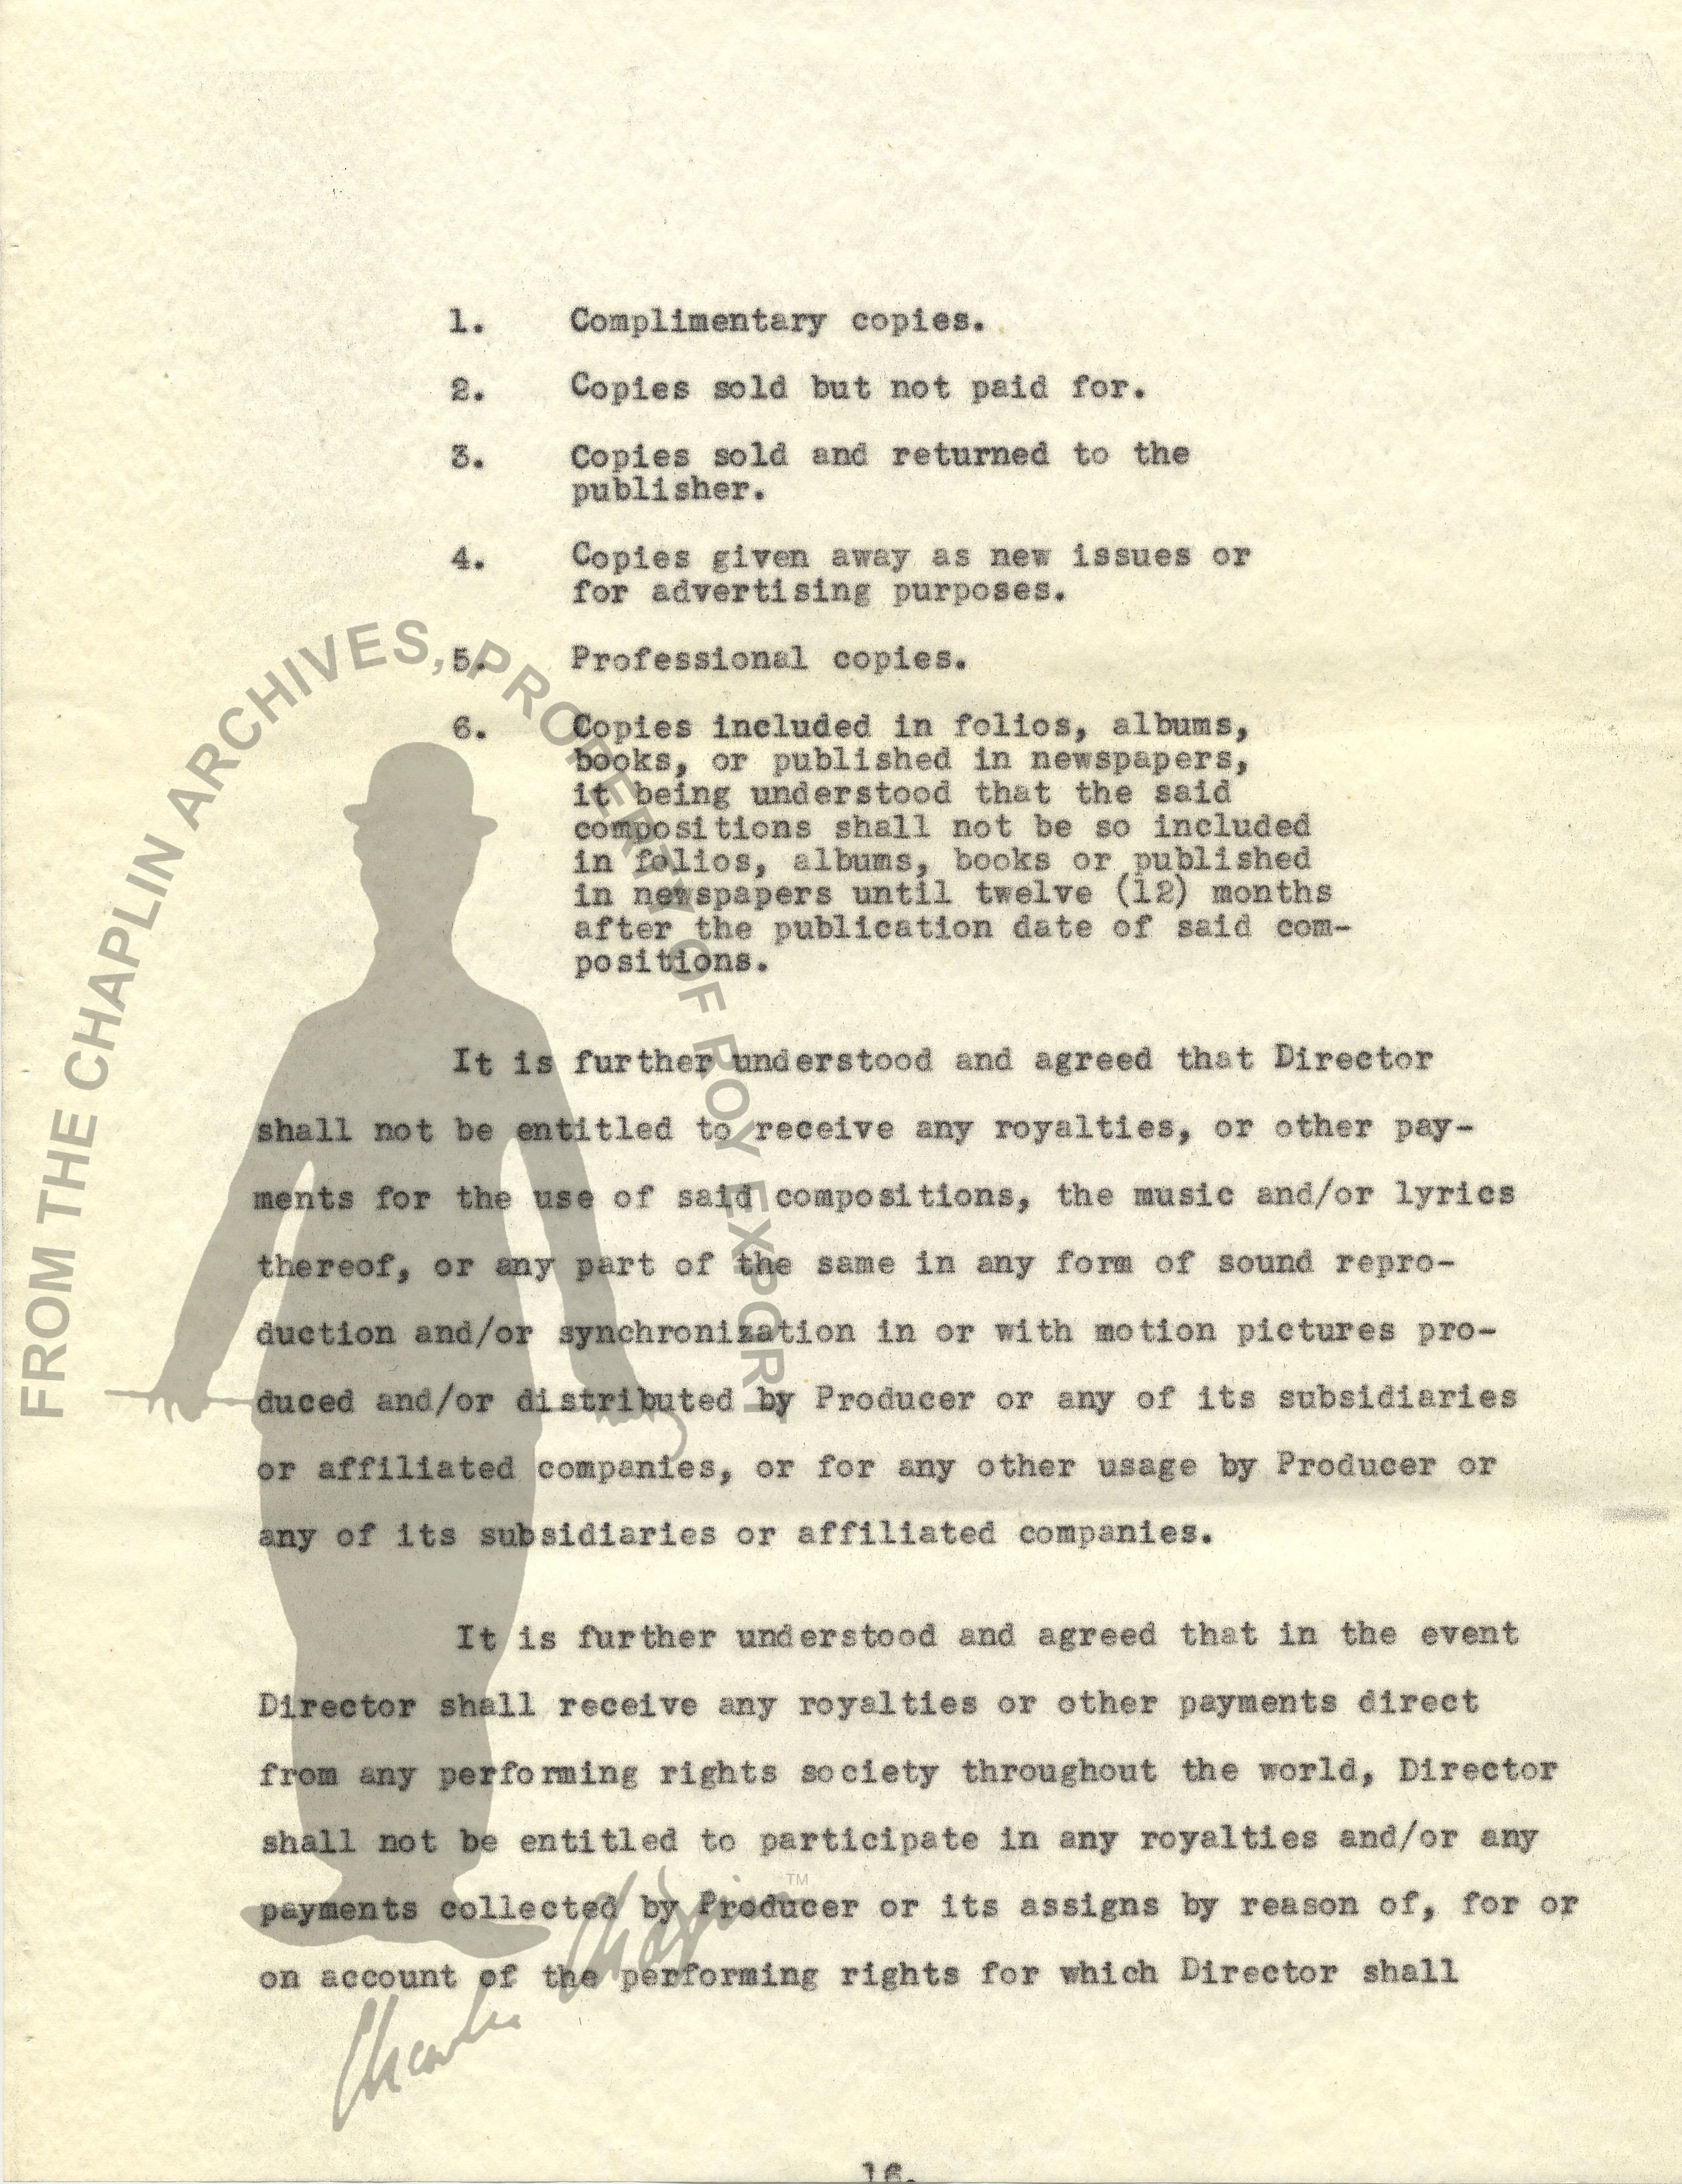 1. Complimentary copies.
2. Copies sold but not paid for.
3. Copies sold and returned to the
publisher.
4. Copies given away as new issues or
for advertising purposes.
5. Professional copies.
6. Copies included in folios, albums,
books, or published in newspapers,
it being understood that the said
compositions shall not be so included
in folios, albums, books or published
in newspapers until twelve (12) months
after the publication date of said com-
positions.
It is further understood and agreed that Director
shall not be entitled to receive any royalties, or other pay-
ments for the use of said compositions, the music and/or lyrics
thereof, or any part of the same in any form of sound repro-
duction and/or synchronization in or with motion pictures pro-
duced and/or distributed by Producer or any of its subsidiaries
or affiliated companies, or for any other usage by Producer or
any of its subsidiaries or affiliated companies.
It is further understood and agreed that in the event
Director shall receive any royalties or other payments direct
from any performing rights society throughout the world, Director
shall not be entitled to participate in any royalties and/or any
payments collected by Producer or its assigns by reason of, for or
on account of the performing rights for which Director shall
16.
FROM THE CHAPLIN ARCHIVES, PROPERTY OF ROY EXPORT
Charlie Chaplin
TM